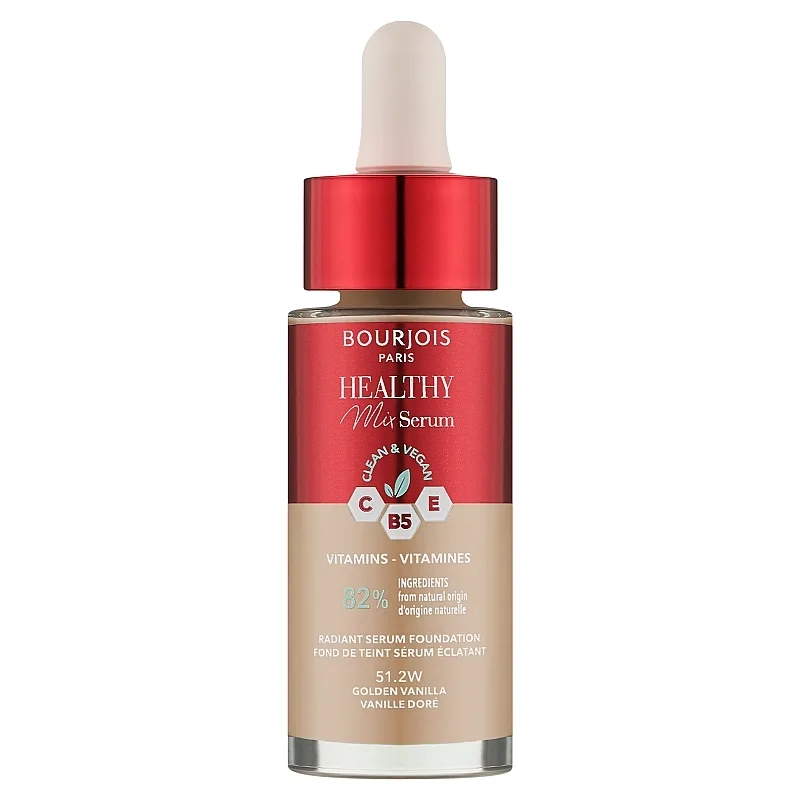 BOURJOIS
PARIS
HEALTHY
Mix Serum
CLEAN & VEGAN
C B5 E
VITAMINS - VITAMINES
82% INGREDIENTS
from natural origin
d'origine naturelle
RADIANT SERUM FOUNDATION
FOND DE TEINT SÉRUM ÉCLATANT
51.2W
GOLDEN VANILLA
VANILLE DORÉ